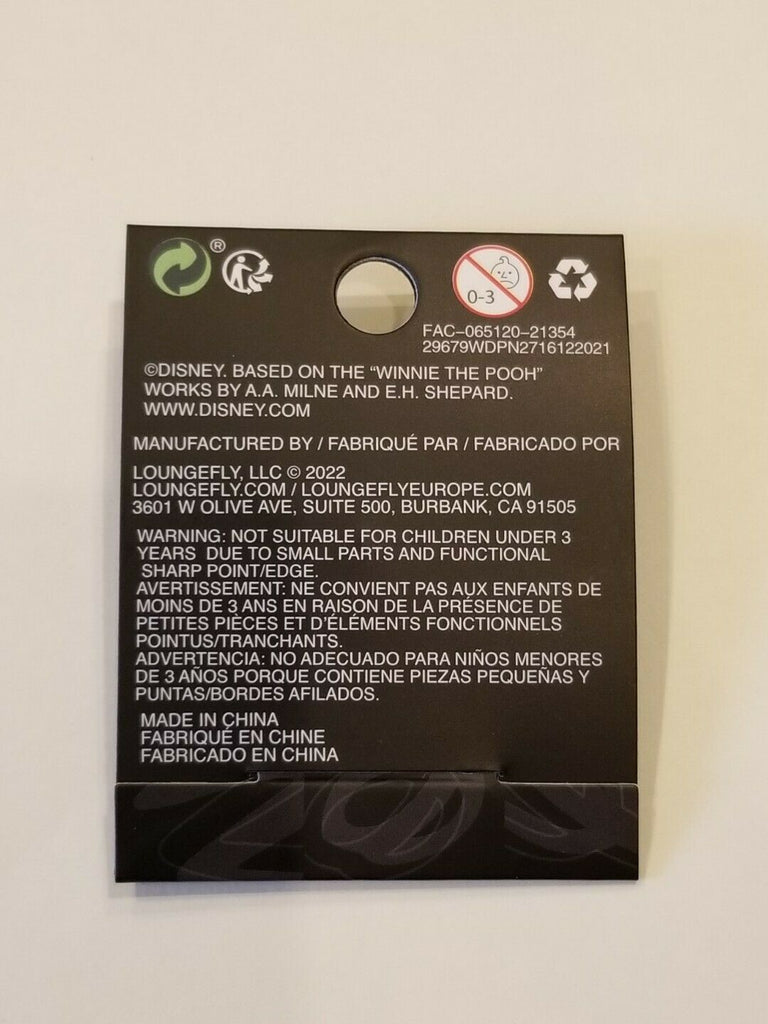 ®
0-3
FAC-065120-21354
29679WDPN2716122021
©DISNEY. BASED ON THE "WINNIE THE POOH"
WORKS BY A.A. MILNE AND E.H. SHEPARD.
WWW.DISNEY.COM
MANUFACTURED BY / FABRIQUÉ PAR / FABRICADO POR
LOUNGEFLY, LLC © 2022
LOUNGEFLY.COM / LOUNGEFLYEUROPE.COM
3601 W OLIVE AVE, SUITE 500, BURBANK, CA 91505
WARNING: NOT SUITABLE FOR CHILDREN UNDER 3
YEARS DUE TO SMALL PARTS AND FUNCTIONAL
SHARP POINT/EDGE.
AVERTISSEMENT: NE CONVIENT PAS AUX ENFANTS DE
MOINS DE 3 ANS EN RAISON DE LA PRÉSENCE DE
PETITES PIÈCES ET D'ÉLÉMENTS FONCTIONNELS
POINTUS/TRANCHANTS.
ADVERTENCIA: NO ADECUADO PARA NIÑOS MENORES
DE 3 AÑOS PORQUE CONTIENE PIEZAS PEQUEÑAS Y
PUNTAS/BORDES AFILADOS.
MADE IN CHINA
FABRIQUÉ EN CHINE
FABRICADO EN CHINA